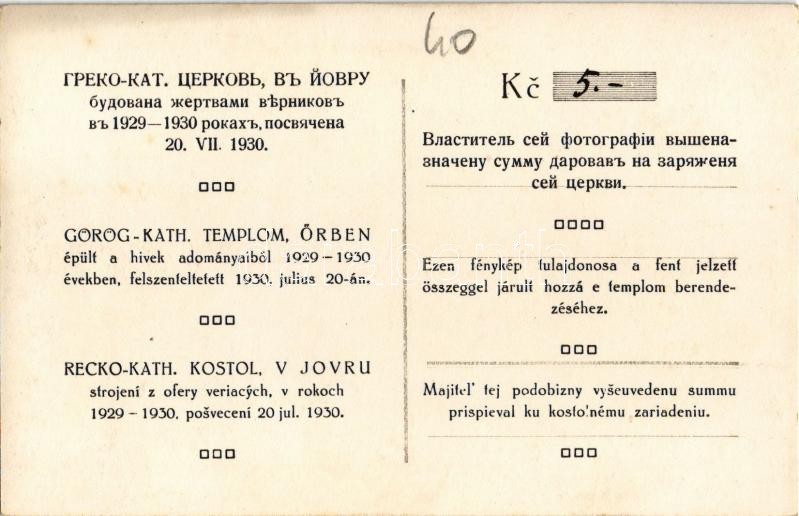 40
ГРЕКО-КАТ. ЦЕРКОВЬ, ВЪ ЙОВРУ
будована жертвами вѣрниковъ
въ 1929—1930 рокахъ, посвячена
20. VII. 1930.
GÖRÖG-KATH. TEMPLOM, ŐRBEN
épült a hivek adományaiból 1929–1930
években, felszenteltetett 1930. julius 20-án.
RECKO-KATH. KOSTOL, V JOVRU
strojení z ofery veriacých, v rokoch
1929 – 1930, pošvecení 20 jul. 1930.
Kč 5.-
Властитель сей фотографіи вышена-
значену сумму даровавъ на заряженя
сей церкви.
Ezen fénykép tulajdonosa a fent jelzett
összeggel járult hozzá e templom berende-
zéséhez.
Majiteľ tej podobizny vyšeuvedenu summu
prispieval ku kostoľnému zariadeniu.